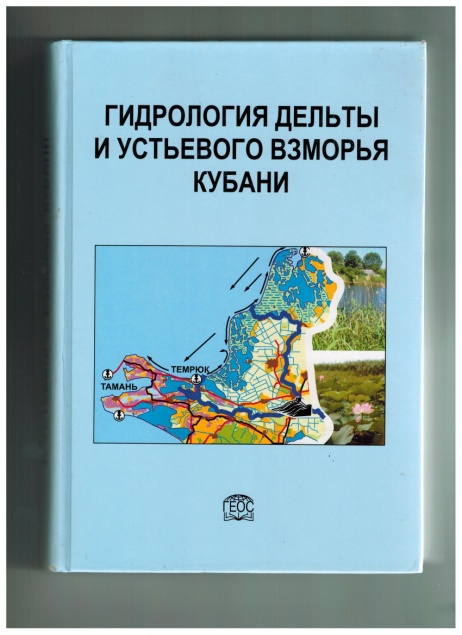 ГИДРОЛОГИЯ ДЕЛЬТЫ
И УСТЬЕВОГО ВЗМОРЬЯ
КУБАНИ
ТЕМРЮК
ТАМАНЬ
ГЕОС